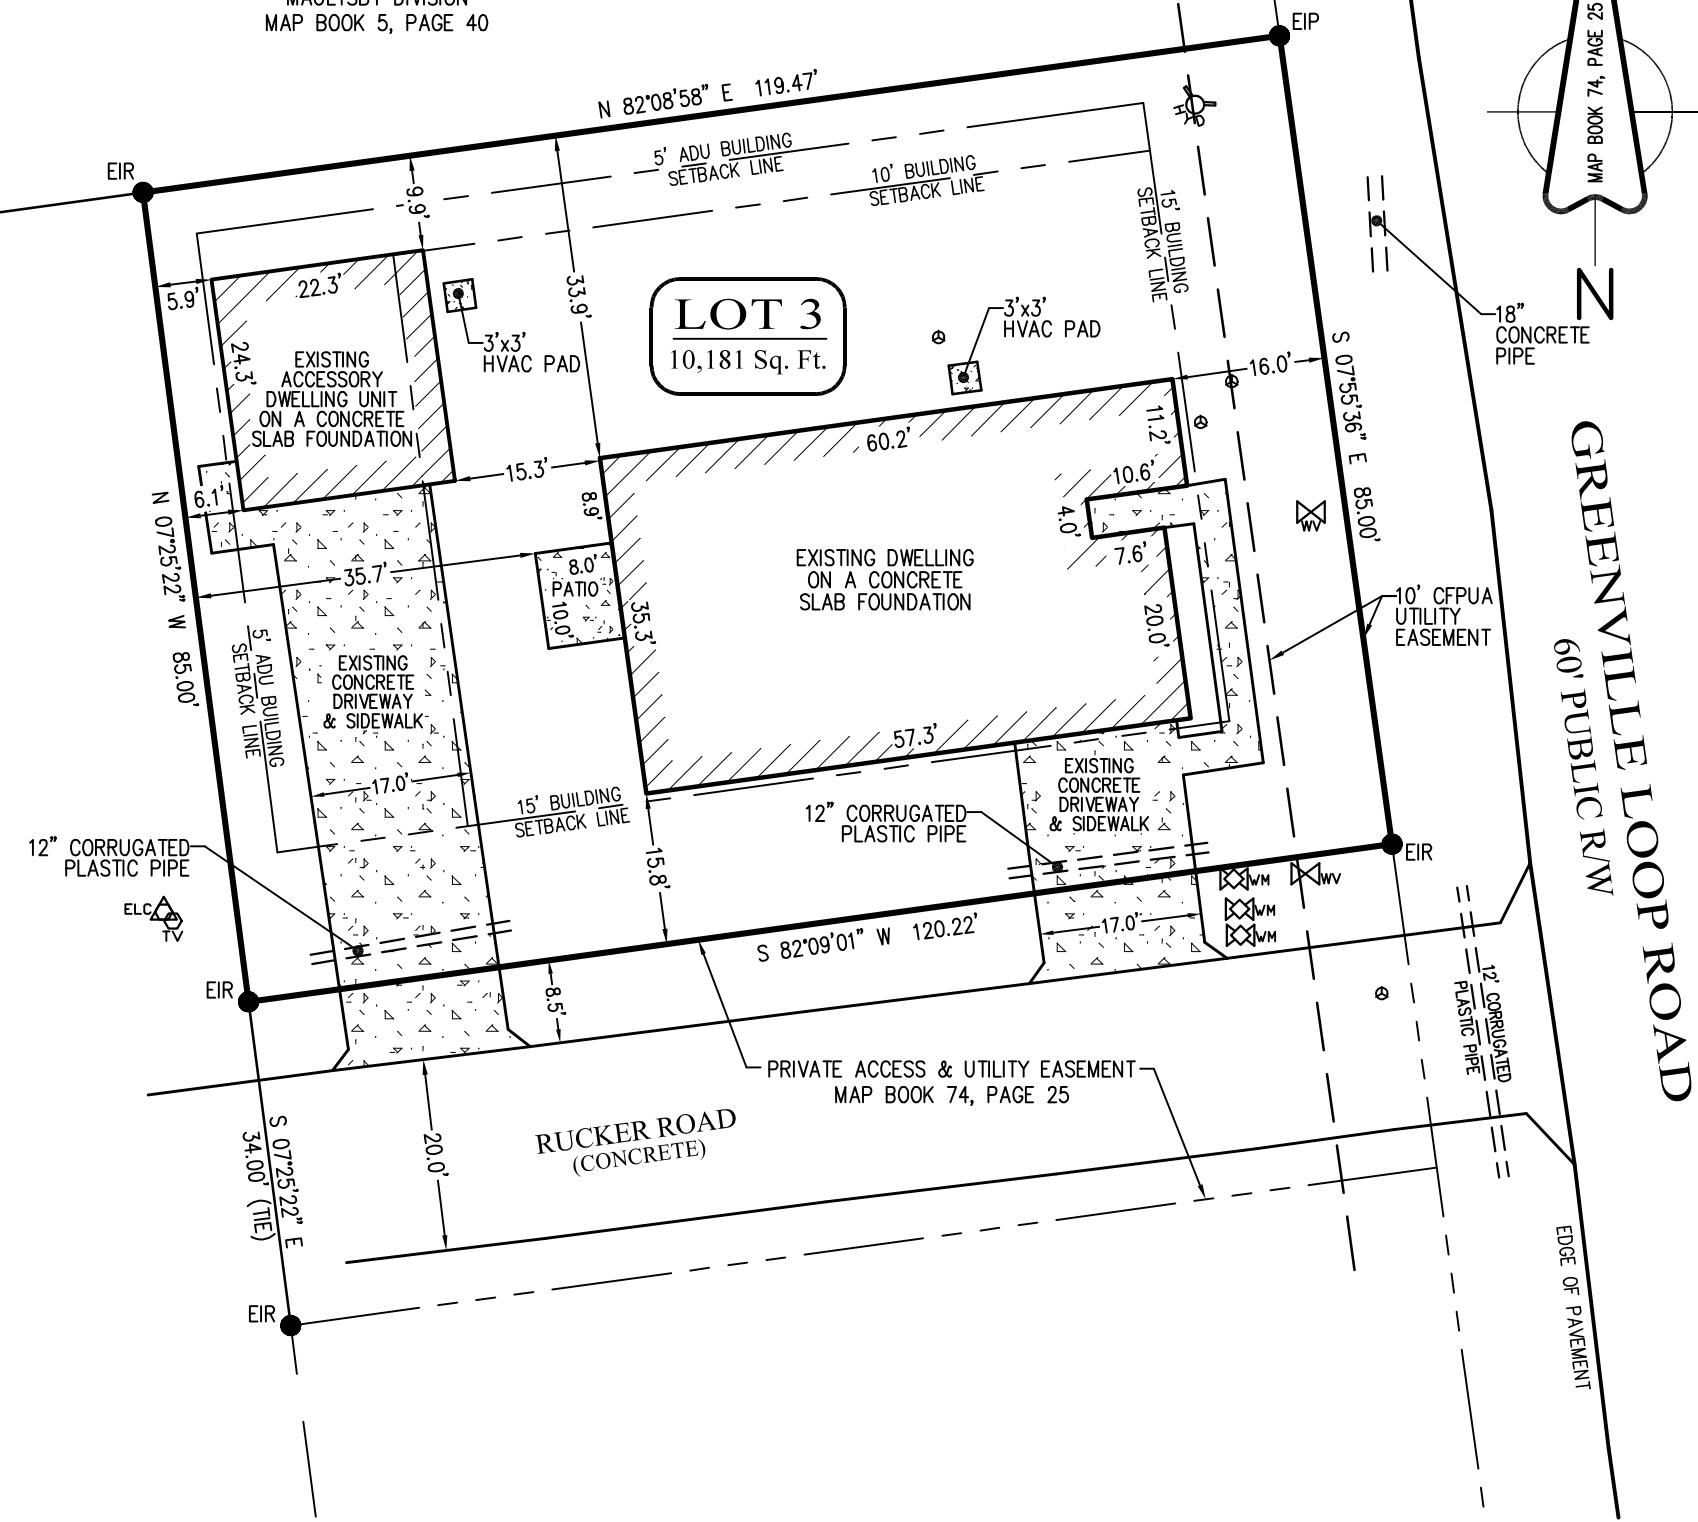 MAP BOOK 5, PAGE 40
EIP
MAP BOOK 74, PAGE 25
N
N 82°08'58" E 119.47'
EIR
HYD
5' ADU BUILDING
SETBACK LINE
10' BUILDING
SETBACK LINE
15' BUILDING
SETBACK LINE
9.9'
33.9'
5.9'
22.3'
24.3'
EXISTING
ACCESSORY
DWELLING UNIT
ON A CONCRETE
SLAB FOUNDATION
3'x3'
HVAC PAD
LOT 3
10,181 Sq. Ft.
3'x3'
HVAC PAD
18"
CONCRETE
PIPE
16.0'
S 07°55'36" E 85.00'
60.2'
11.2'
10.6'
4.0'
7.6'
20.0'
15.3'
8.9'
6.1'
N 07°25'22" W 85.00'
35.7'
8.0'
PATIO
10.0'
35.3'
EXISTING DWELLING
ON A CONCRETE
SLAB FOUNDATION
WV
10' CFPUA
UTILITY
EASEMENT
GREENVILLE LOOP ROAD
60' PUBLIC R/W
5' ADU BUILDING
SETBACK LINE
EXISTING
CONCRETE
DRIVEWAY
& SIDEWALK
17.0'
57.3'
15' BUILDING
SETBACK LINE
15.8'
EXISTING
CONCRETE
DRIVEWAY
& SIDEWALK
12" CORRUGATED
PLASTIC PIPE
12" CORRUGATED
PLASTIC PIPE
EIR
WM
WV
WM
WM
ELC
TV
17.0'
S 82°09'01" W 120.22'
EIR
8.5'
12' CORRUGATED
PLASTIC PIPE
PRIVATE ACCESS & UTILITY EASEMENT
MAP BOOK 74, PAGE 25
RUCKER ROAD
(CONCRETE)
20.0'
S 07°25'22" E
34.00' (TIE)
EDGE OF PAVEMENT
EIR